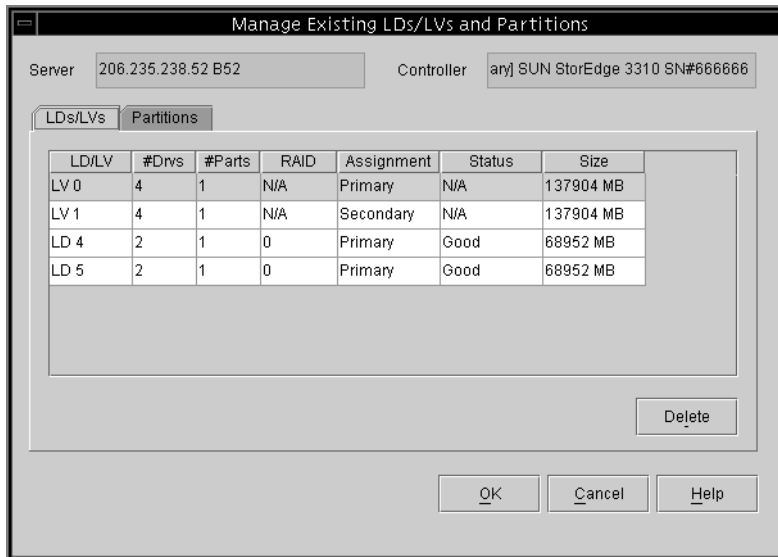 Manage Existing LDs/LVs and Partitions
Server 206.235.238.52 B52 Controller ary] SUN StorEdge 3310 SN#666666
LDs/LVs Partitions
LD/LV #Drvs #Parts RAID Assignment Status Size
LV 0 4 1 N/A Primary N/A 137904 MB
LV 1 4 1 N/A Secondary N/A 137904 MB
LD 4 2 1 0 Primary Good 68952 MB
LD 5 2 1 0 Primary Good 68952 MB
Delete
OK Cancel Help